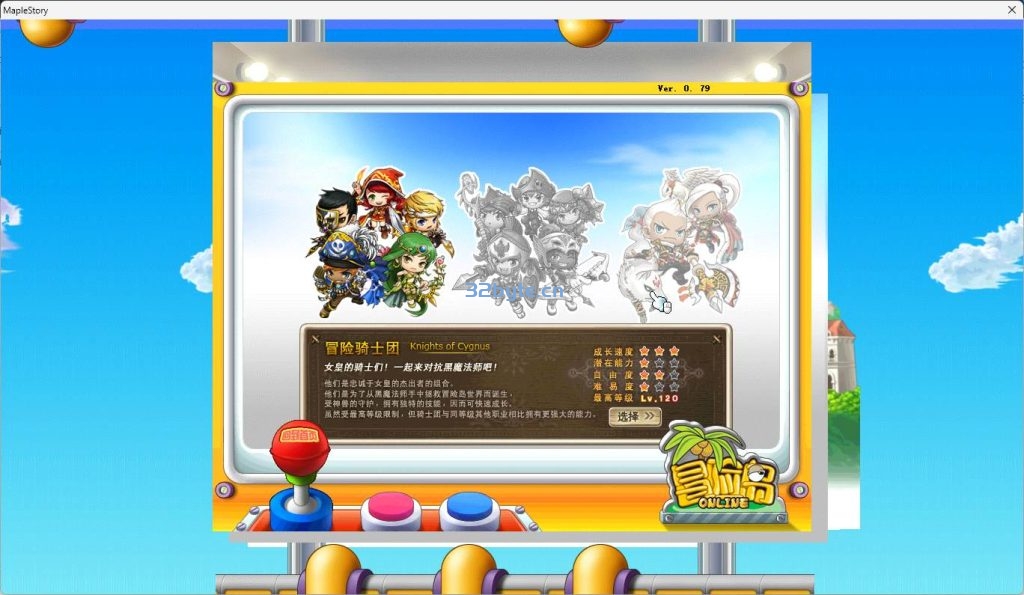 MapleStory
Ver. 0. 79
冒险骑士团 Knights of Cygnus
女皇的骑士们！一起来对抗黑魔法师吧！
他们是忠诚于女皇的杰出者的组合。
他们是为了从黑魔法师手中拯救冒险岛世界而诞生，
受神兽的守护，拥有独特的技能，因而可快速成长。
虽然受最高等级限制，但骑士团与同等级其他职业相比拥有更强大的能力。
成长速度
潜在能力
自由度
难易度
最高等级 Lv.120
选择
冒险岛
ONLINE